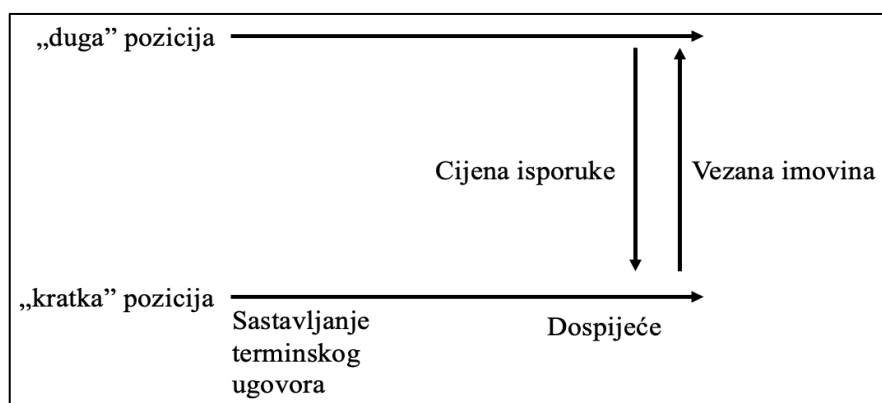 „duga” pozicija
Cijena isporuke
Vezana imovina
„kratka” pozicija
Sastavljanje
terminskog
ugovora
Dospijeće